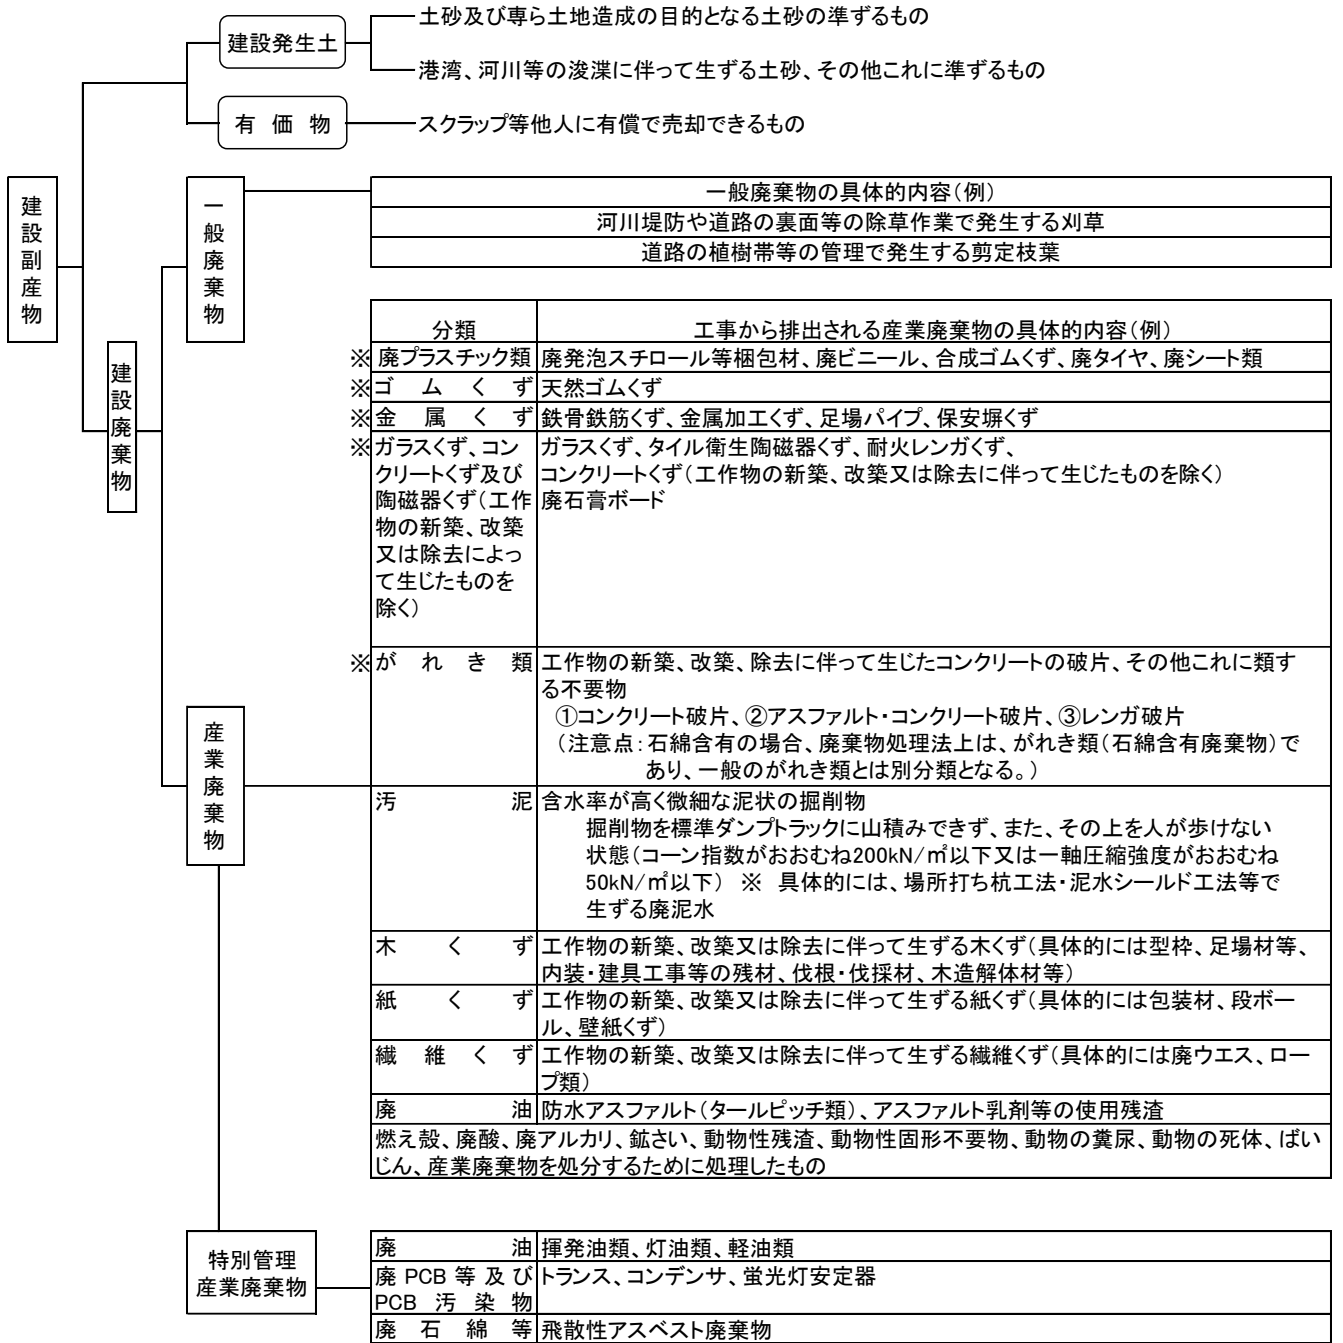 土砂及び専ら土地造成の目的となる土砂の準ずるもの
建設発生土
港湾、河川等の浚渫に伴って生ずる土砂、その他これに準ずるもの
有価物
スクラップ等他人に有償で売却できるもの
建設副産物
一般廃棄物
一般廃棄物の具体的内容(例)
河川堤防や道路の裏面等の除草作業で発生する刈草
道路の植樹帯等の管理で発生する剪定枝葉
建設廃棄物
分類 工事から排出される産業廃棄物の具体的内容(例)
※廃プラスチック類 廃発泡スチロール等梱包材、廃ビニール、合成ゴムくず、廃タイヤ、廃シート類
※ゴムくず 天然ゴムくず
※金属くず 鉄骨鉄筋くず、金属加工くず、足場パイプ、保安塀くず
※ガラスくず、コン ガラスくず、タイル衛生陶磁器くず、耐火レンガくず、
クリートくず及び コンクリートくず(工作物の新築、改築又は除去に伴って生じたものを除く)
陶磁器くず(工作 廃石膏ボード
物の新築、改築
又は除去によっ
て生じたものを
除く)
※がれき類 工作物の新築、改築、除去に伴って生じたコンクリートの破片、その他これに類す
る不要物
①コンクリート破片、②アスファルト・コンクリート破片、③レンガ破片
(注意点:石綿含有の場合、廃棄物処理法上は、がれき類(石綿含有廃棄物)で
あり、一般のがれき類とは別分類となる。)
産業廃棄物
汚泥 含水率が高く微細な泥状の掘削物
掘削物を標準ダンプトラックに山積みできず、また、その上を人が歩けない
状態(コーン指数がおおむね200kN/㎡以下又は一軸圧縮強度がおおむね
50kN/㎡以下) ※ 具体的には、場所打ち杭工法・泥水シールド工法等で
生ずる廃泥水
木くず 工作物の新築、改築又は除去に伴って生ずる木くず(具体的には型枠、足場材等、
内装・建具工事等の残材、伐根・伐採材、木造解体材等)
紙くず 工作物の新築、改築又は除去に伴って生ずる紙くず(具体的には包装材、段ボー
ル、壁紙くず)
繊維くず 工作物の新築、改築又は除去に伴って生ずる繊維くず(具体的には廃ウエス、ロー
プ類)
廃油 防水アスファルト(タールピッチ類)、アスファルト乳剤等の使用残渣
燃え殻、廃酸、廃アルカリ、鉱さい、動物性残渣、動物性固形不要物、動物の糞尿、動物の死体、ばい
じん、産業廃棄物を処分するために処理したもの
特別管理
産業廃棄物
廃油 揮発油類、灯油類、軽油類
廃PCB等及び トランス、コンデンサ、蛍光灯安定器
PCB汚染物
廃石綿等 飛散性アスベスト廃棄物